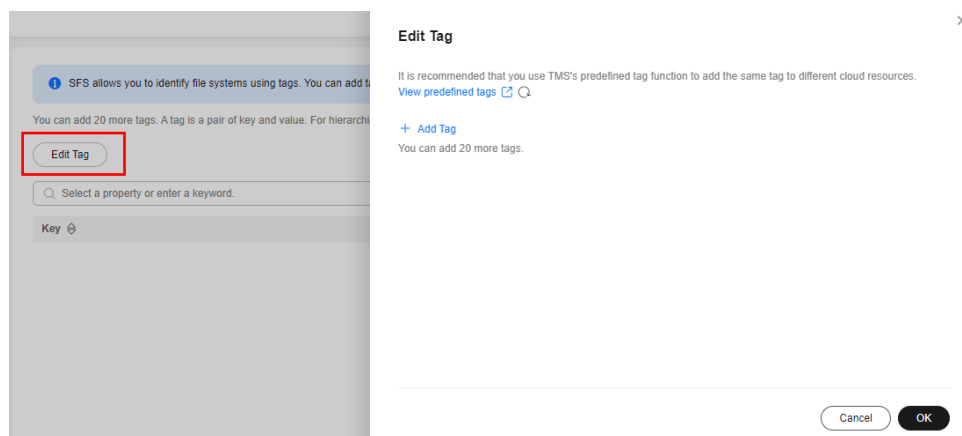 SFS allows you to identify file systems using tags. You can add ta
You can add 20 more tags. A tag is a pair of key and value. For hierarchi
Edit Tag
Select a property or enter a keyword.
Key
Edit Tag
It is recommended that you use TMS's predefined tag function to add the same tag to different cloud resources.
View predefined tags
+ Add Tag
You can add 20 more tags.
Cancel
OK